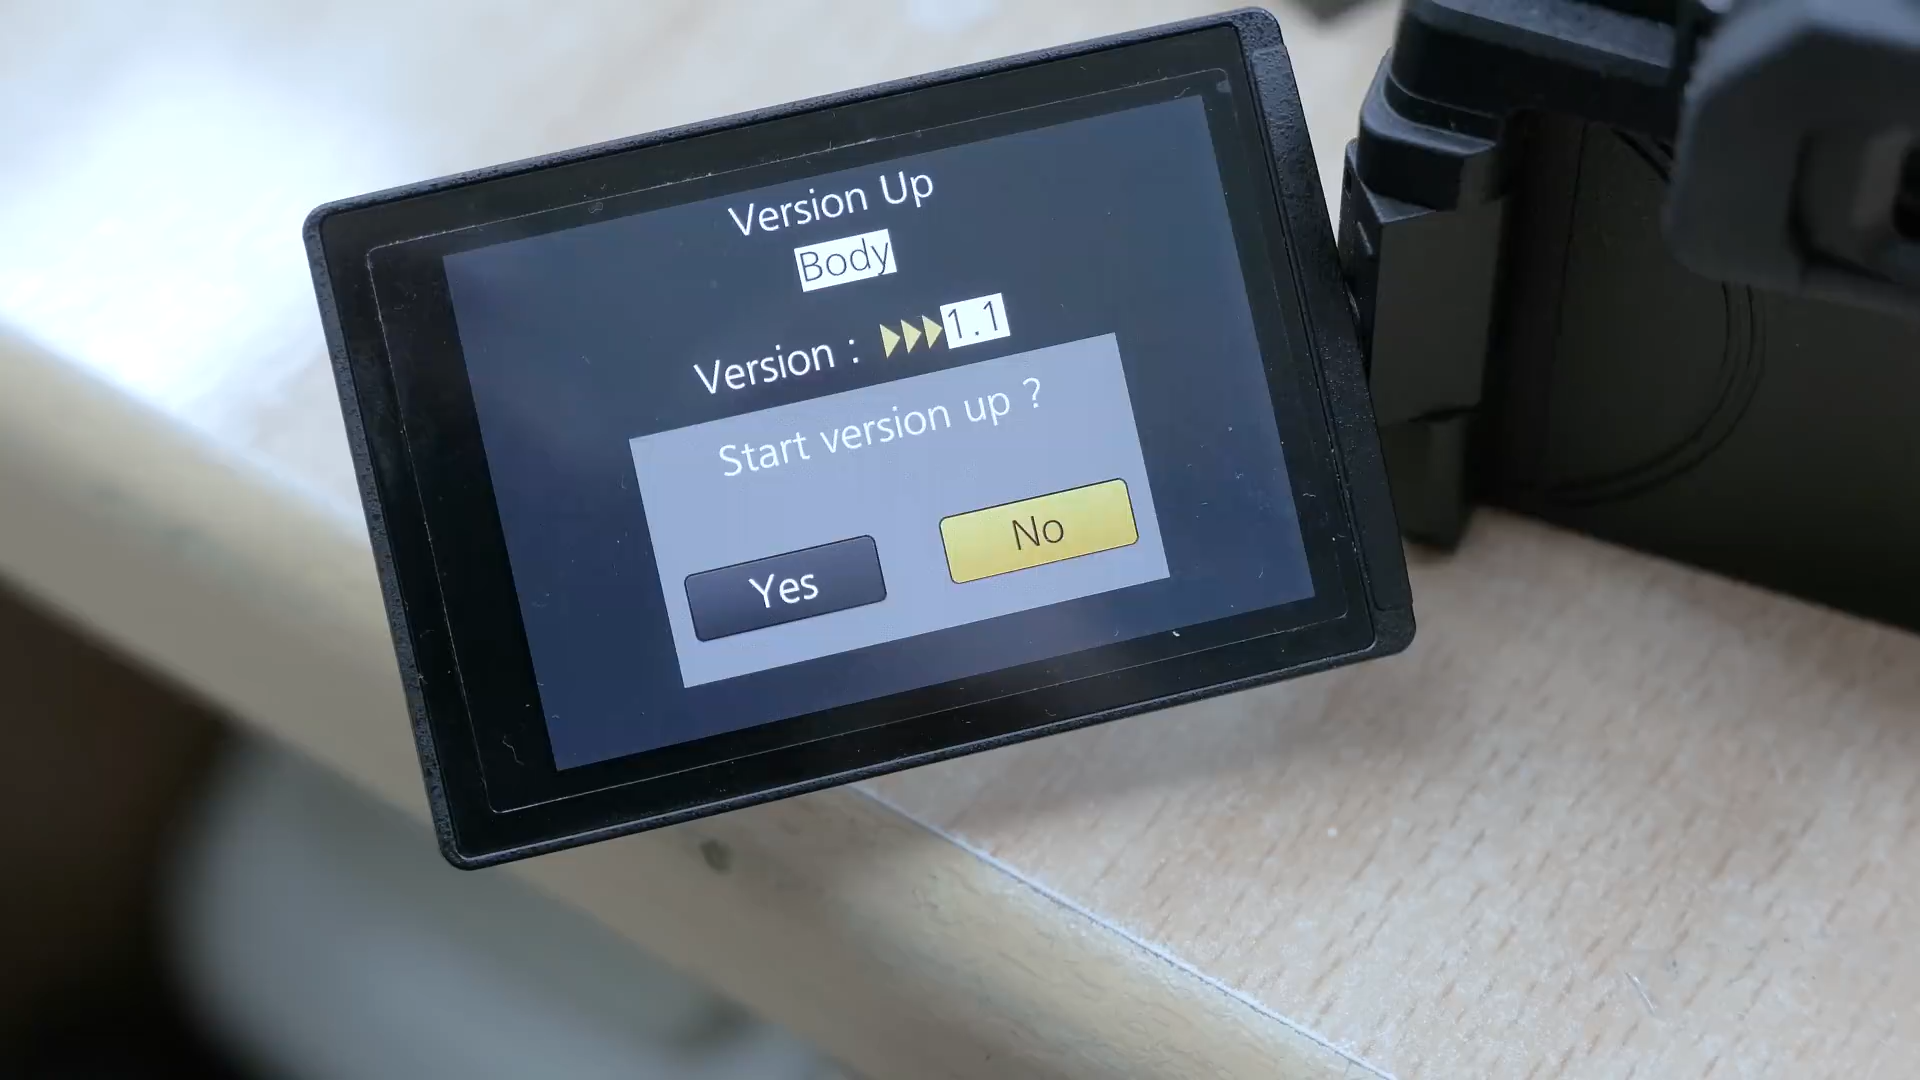 Version Up
Body
Version : 1.1
Start version up ?
Yes No